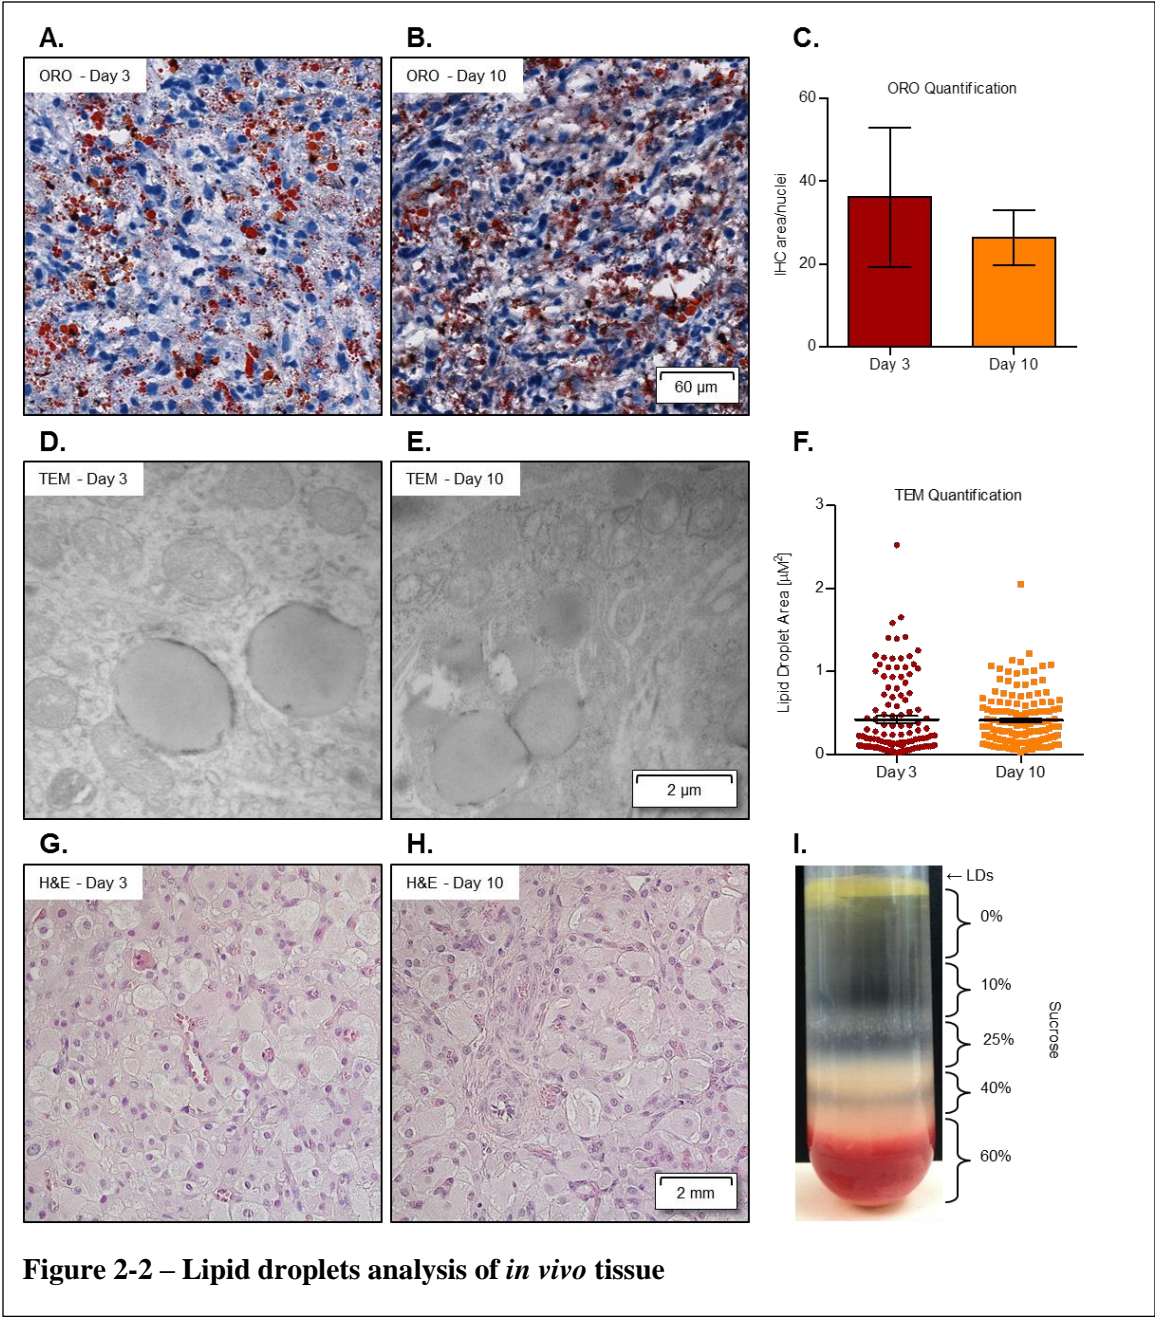 A.
ORO - Day 3
B.
ORO - Day 10
60 µm
C.
ORO Quantification
IHC area/nuclei
60
40
20
0
Day 3
Day 10
D.
TEM - Day 3
E.
TEM - Day 10
2 µm
F.
TEM Quantification
Lipid Droplet Area [µM²]
3
2
1
0
Day 3
Day 10
G.
H&E - Day 3
H.
H&E - Day 10
2 mm
I.
← LDs
0%
10%
25%
40%
60%
Sucrose
Figure 2-2 – Lipid droplets analysis of in vivo tissue